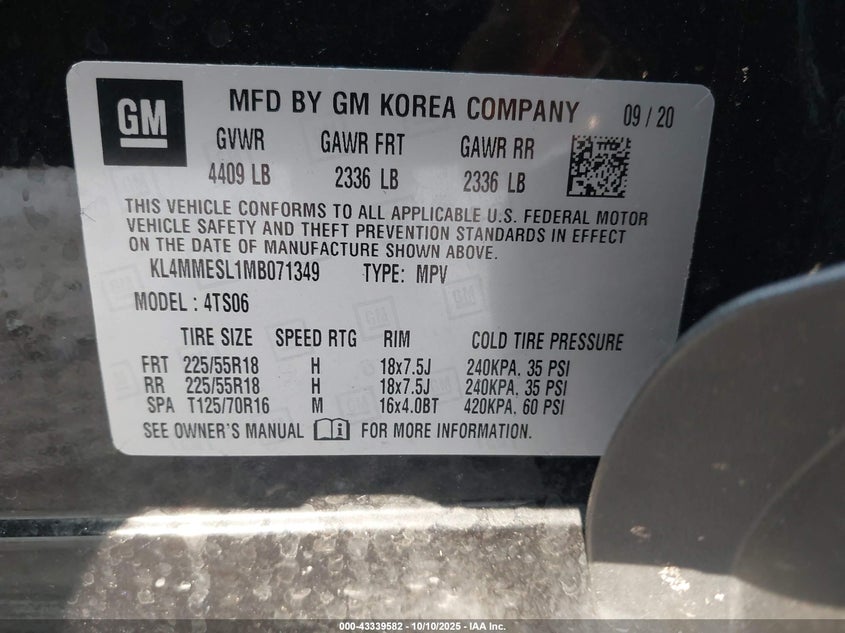 GM
MFD BY GM KOREA COMPANY 09 / 20
GVWR GAWR FRT GAWR RR
4409 LB 2336 LB 2336 LB
THIS VEHICLE CONFORMS TO ALL APPLICABLE U.S. FEDERAL MOTOR
VEHICLE SAFETY AND THEFT PREVENTION STANDARDS IN EFFECT
ON THE DATE OF MANUFACTURE SHOWN ABOVE.
KL4MMESL1MB071349 TYPE: MPV
MODEL : 4TS06
TIRE SIZE SPEED RTG RIM COLD TIRE PRESSURE
FRT 225/55R18 H 18x7.5J 240KPA, 35 PSI
RR 225/55R18 H 18x7.5J 240KPA, 35 PSI
SPA T125/70R16 M 16x4.0BT 420KPA, 60 PSI
SEE OWNER'S MANUAL i FOR MORE INFORMATION.
000-43339582 - 10/10/2025 - IAA Inc.